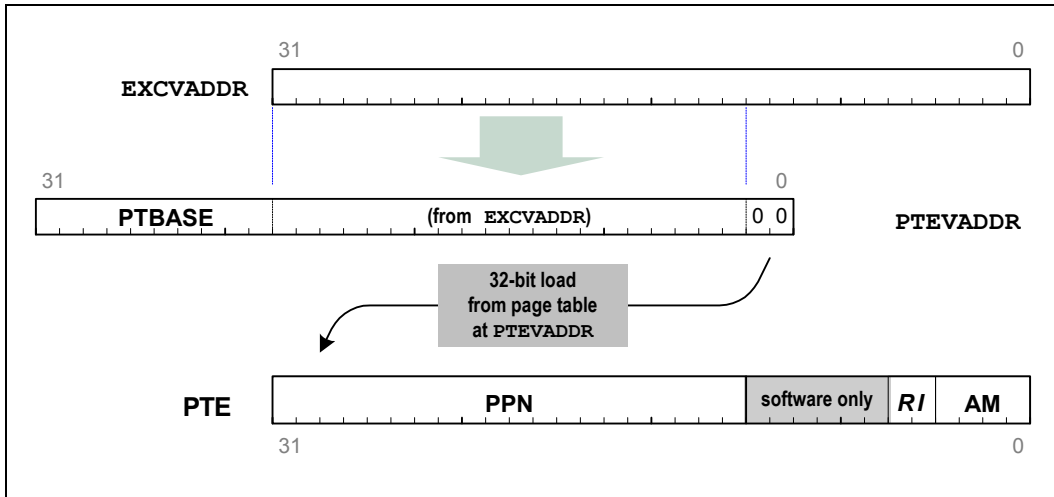 31 0
EXCVADDR
31 0
PTBASE (from EXCVADDR) 0 0 PTEVADDR
32-bit load
from page table
at PTEVADDR
PTE PPN software only RI AM
31 0